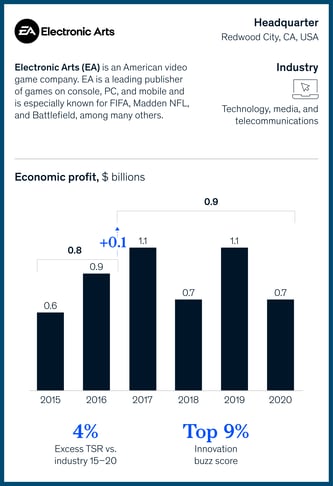 EA Electronic Arts
Headquarter
Redwood City, CA, USA
Electronic Arts (EA) is an American video
game company. EA is a leading publisher
of games on console, PC, and mobile and
is especially known for FIFA, Madden NFL,
and Battlefield, among many others.
Industry
Technology, media, and
telecommunications
Economic profit, $ billions
0.9
+0.1
0.8
0.6
0.9
1.1
0.7
1.1
0.7
2015 2016 2017 2018 2019 2020
4%
Excess TSR vs.
industry 15–20
Top 9%
Innovation
buzz score